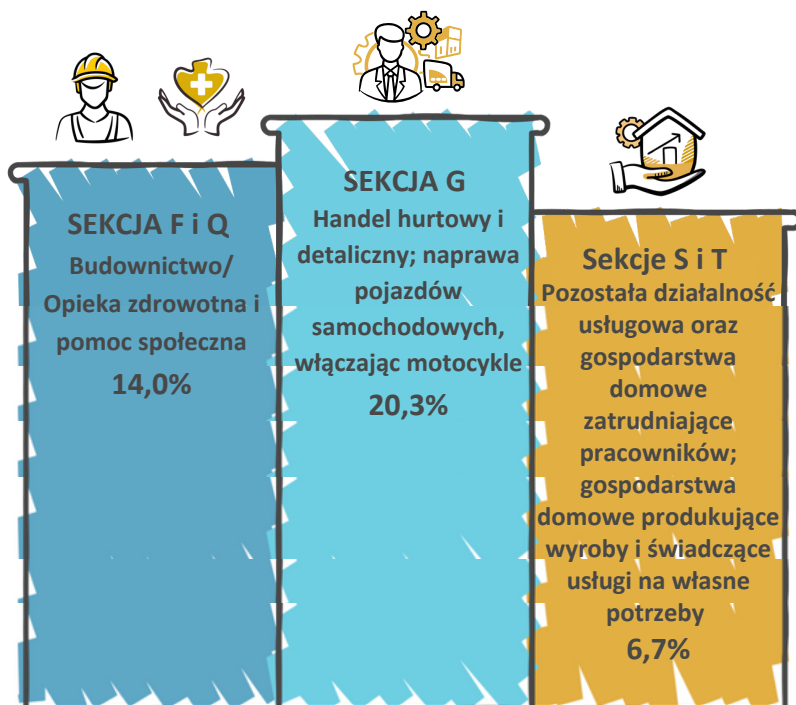 SEKCJA F i Q
Budownictwo/
Opieka zdrowotna i
pomoc społeczna
14,0%
SEKCJA G
Handel hurtowy i
detaliczny; naprawa
pojazdów
samochodowych,
włączając motocykle
20,3%
Sekcje S i T
Pozostała działalność
usługowa oraz
gospodarstwa
domowe
zatrudniające
pracowników;
gospodarstwa
domowe produkujące
wyroby i świadczące
usługi na własne
potrzeby
6,7%